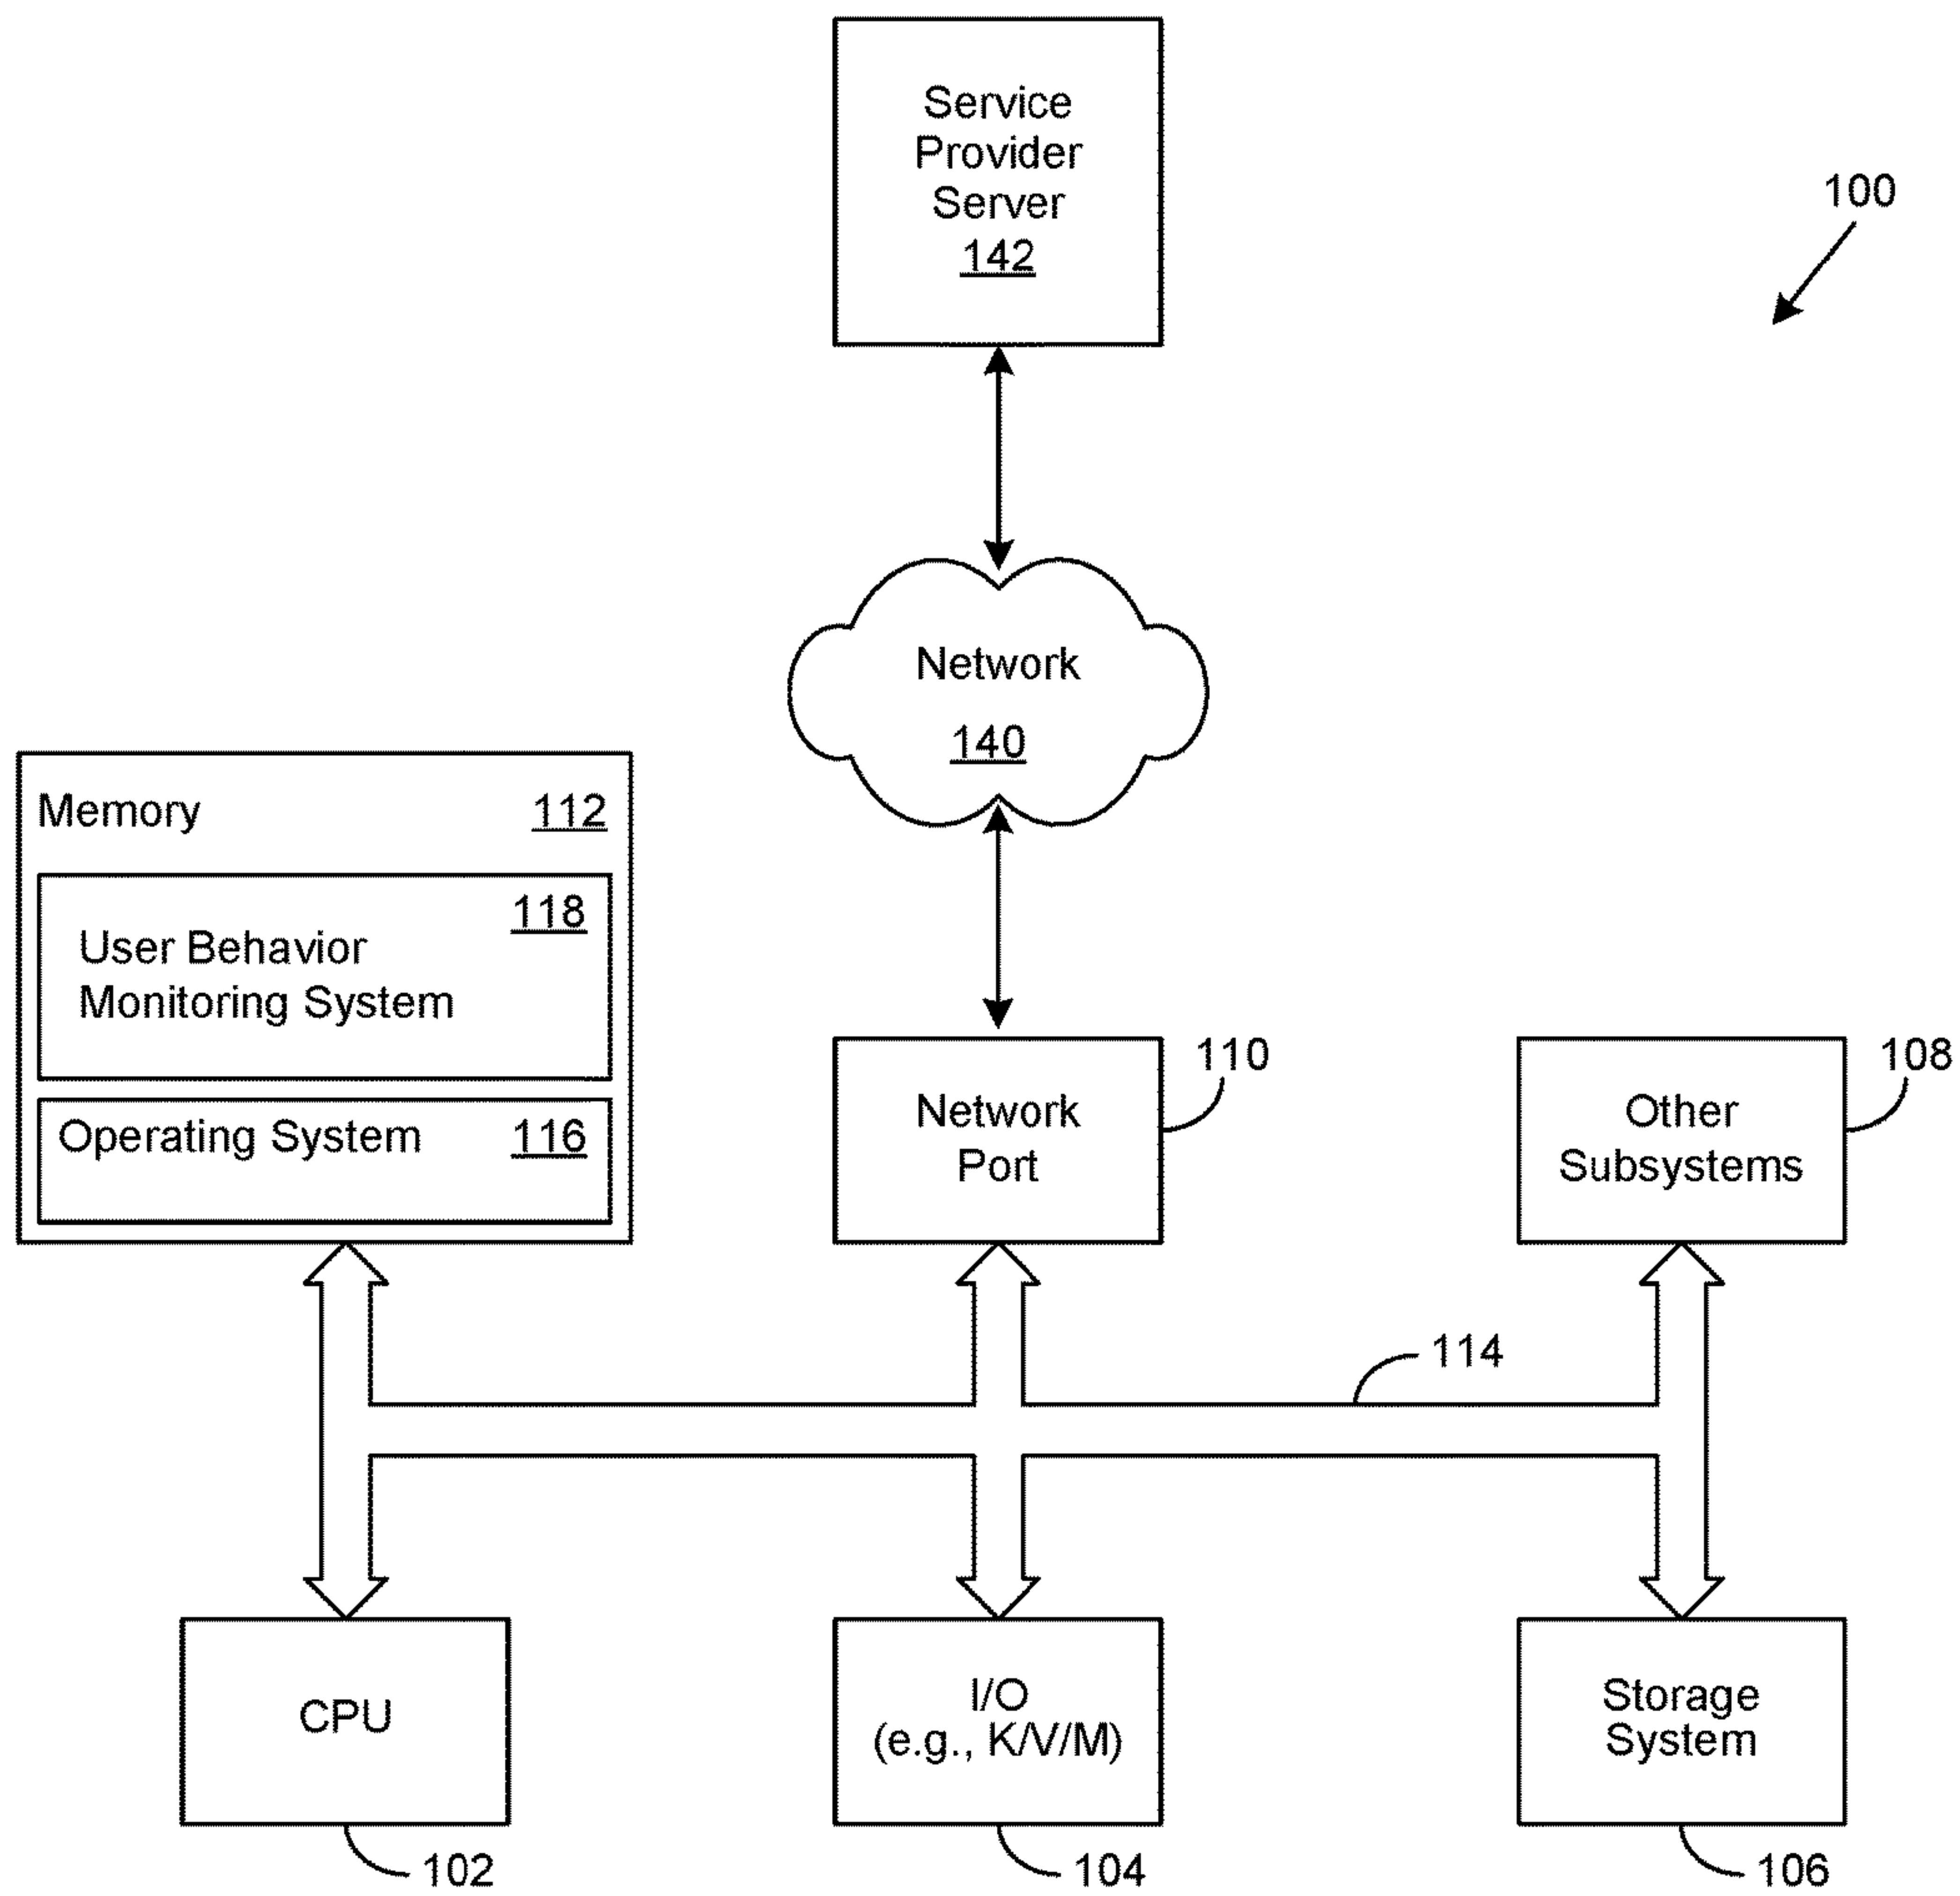 Service
Provider
Server
142
100
Network
140
Memory 112
118
User Behavior
Monitoring System
Operating System 116
Network
Port
110
Other
Subsystems
108
114
CPU
102
I/O
(e.g., K/V/M)
104
Storage
System
106